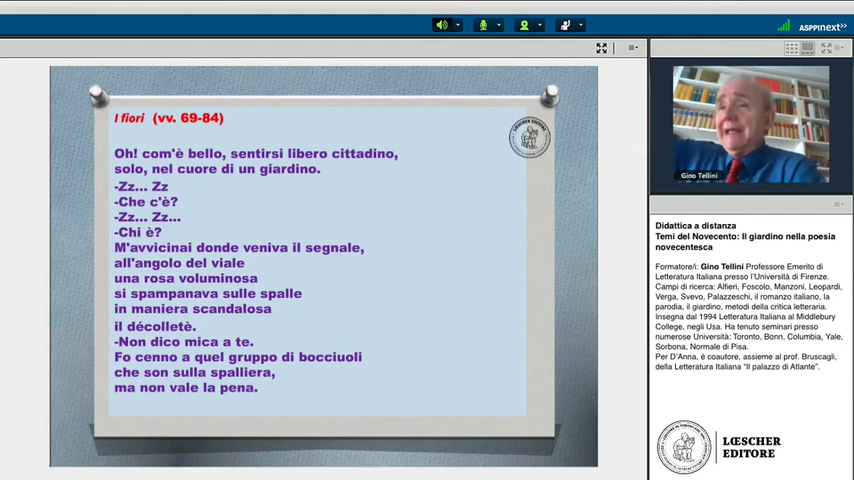 ASPPInext»
I fiori (vv. 69-84)
Oh! com'è bello, sentirsi libero cittadino,
solo, nel cuore di un giardino.
-Zz... Zz
-Che c'è?
-Zz... Zz...
-Chi è?
M'avvicinai donde veniva il segnale,
all'angolo del viale
una rosa voluminosa
si spampanava sulle spalle
in maniera scandalosa
il décolletè.
-Non dico mica a te.
Fo cenno a quel gruppo di bocciuoli
che son sulla spalliera,
ma non vale la pena.
Gino Tellini
Didattica a distanza
Temi del Novecento: Il giardino nella poesia
novecentesca
Formatore/i: Gino Tellini Professore Emerito di
Letteratura Italiana presso l'Università di Firenze.
Campi di ricerca: Alfieri, Foscolo, Manzoni, Leopardi,
Verga, Svevo, Palazzeschi, il romanzo italiano, la
parodia, il giardino, metodi della critica letteraria.
Insegna dal 1994 Letteratura Italiana al Middlebury
College, negli Usa. Ha tenuto seminari presso
numerose Università: Toronto, Bonn, Columbia, Yale,
Sorbona, Normale di Pisa.
Per D'Anna, è coautore, assieme al prof. Bruscagli,
della Letteratura Italiana "Il palazzo di Atlante".
LŒSCHER
EDITORE